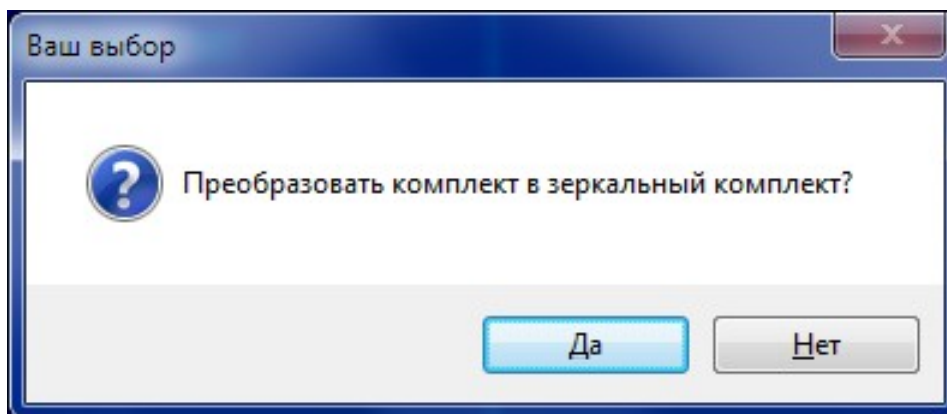 Ваш выбор
Преобразовать комплект в зеркальный комплект?
Да
Нет